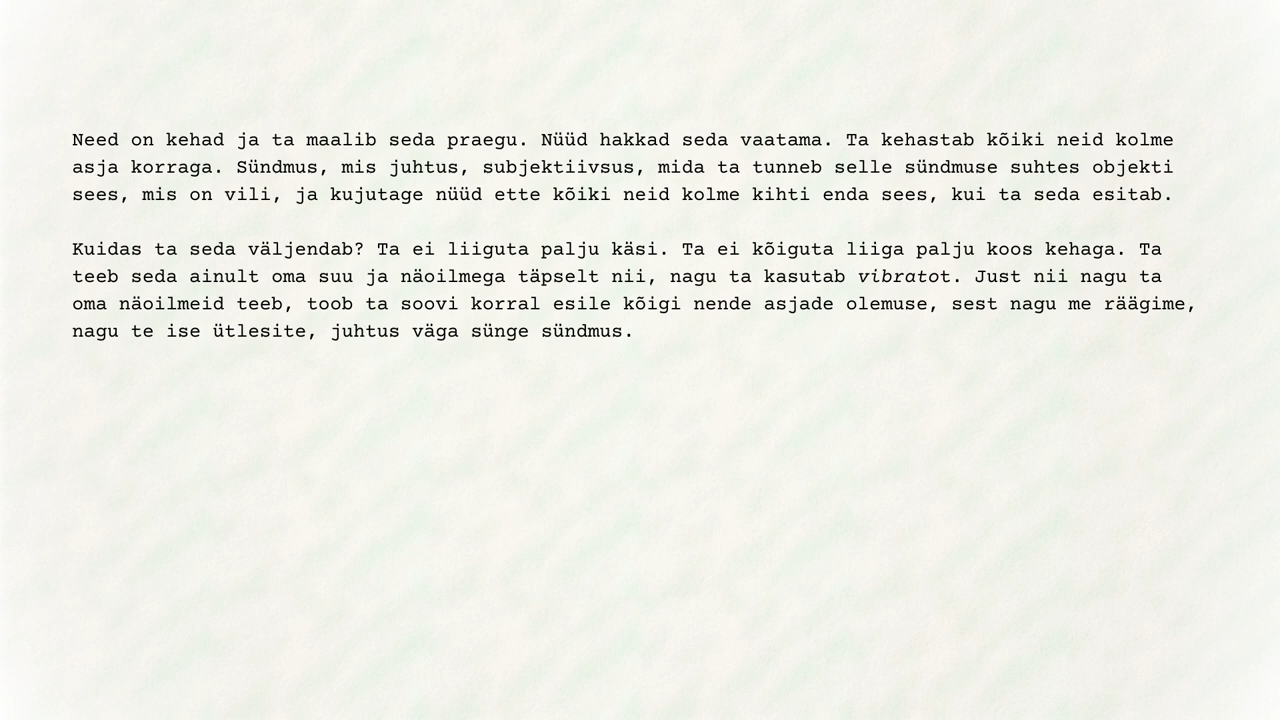 Need on kehad ja ta maalib seda praegu. Nüüd hakkad seda vaatama. Ta kehastab kõiki neid kolme
asja korraga. Sündmus, mis juhtus, subjektiivsus, mida ta tunneb selle sündmuse suhtes objekti
sees, mis on vili, ja kujutage nüüd ette kõiki neid kolme kihti enda sees, kui ta seda esitab.
Kuidas ta seda väljendab? Ta ei liiguta palju käsi. Ta ei kõiguta liiga palju koos kehaga. Ta
teeb seda ainult oma suu ja näoilmega täpselt nii, nagu ta kasutab vibratot. Just nii nagu ta
oma näoilmeid teeb, toob ta soovi korral esile kõigi nende asjade olemuse, sest nagu me räägime,
nagu te ise ütlesite, juhtus väga sünge sündmus.